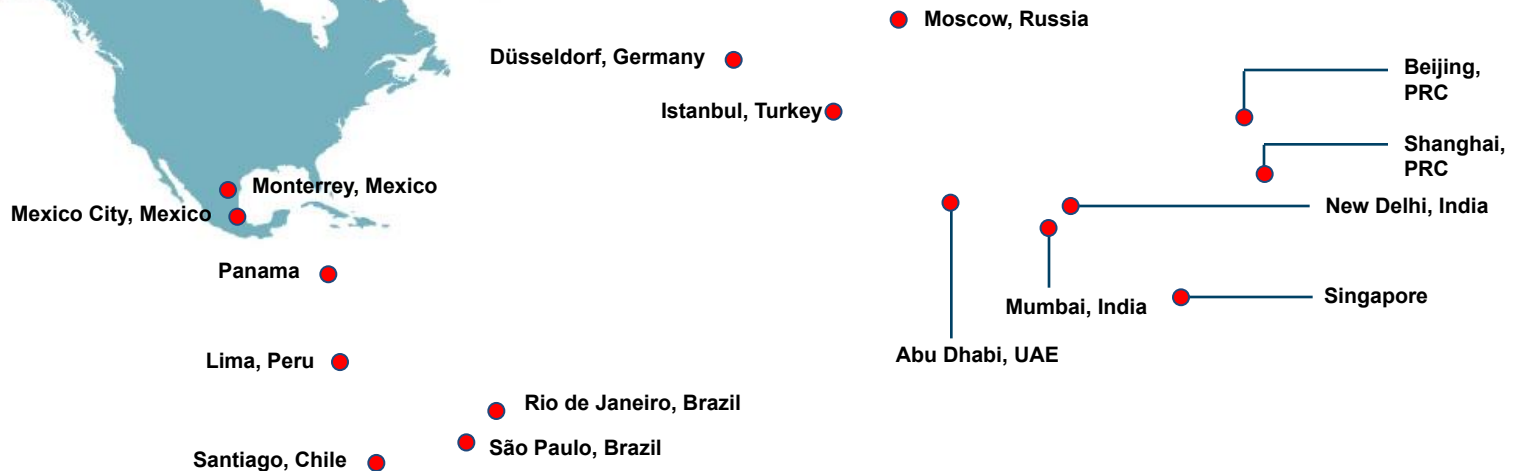 Moscow, Russia
Düsseldorf, Germany
Beijing,
PRC
Istanbul, Turkey
Shanghai,
PRC
Monterrey, Mexico
Mexico City, Mexico
New Delhi, India
Panama
Singapore
Mumbai, India
Abu Dhabi, UAE
Lima, Peru
Rio de Janeiro, Brazil
São Paulo, Brazil
Santiago, Chile